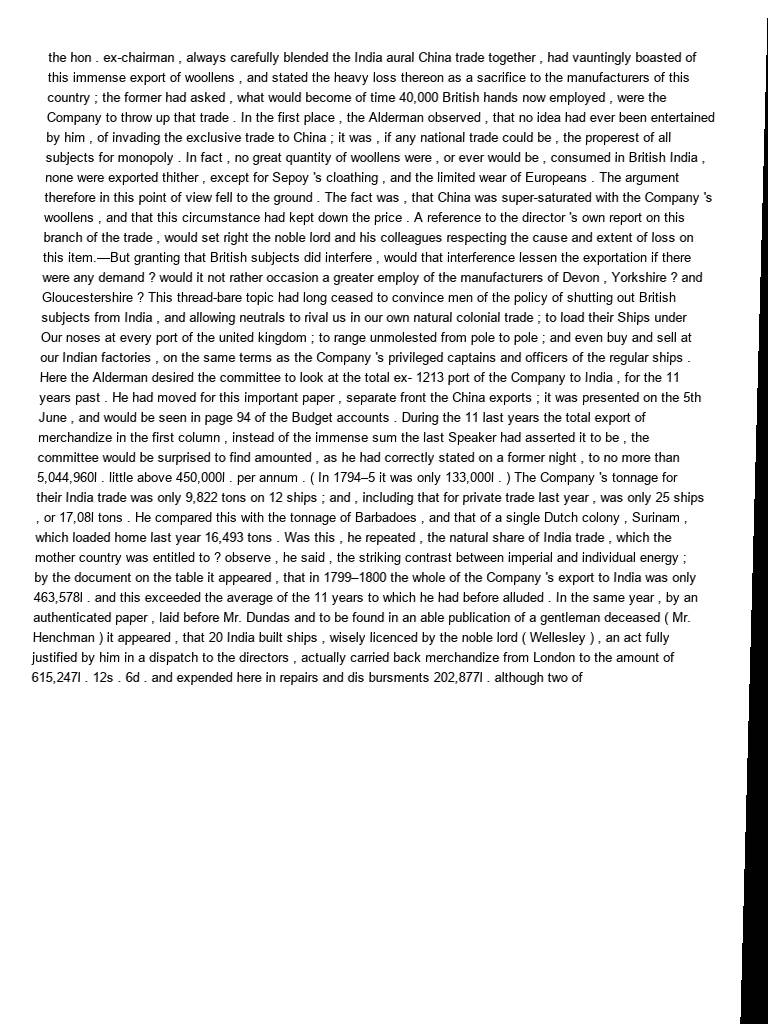 the hon . ex-chairman , always carefully blended the India aural China trade together , had vauntingly boasted of
this immense export of woollens , and stated the heavy loss thereon as a sacrifice to the manufacturers of this
country ; the former had asked , what would become of time 40,000 British hands now employed , were the
Company to throw up that trade . In the first place , the Alderman observed , that no idea had ever been entertained
by him , of invading the exclusive trade to China ; it was , if any national trade could be , the properest of all
subjects for monopoly . In fact , no great quantity of woollens were , or ever would be , consumed in British India ,
none were exported thither , except for Sepoy 's cloathing , and the limited wear of Europeans . The argument
therefore in this point of view fell to the ground . The fact was , that China was super-saturated with the Company 's
woollens , and that this circumstance had kept down the price . A reference to the director 's own report on this
branch of the trade , would set right the noble lord and his colleagues respecting the cause and extent of loss on
this item.—But granting that British subjects did interfere , would that interference lessen the exportation if there
were any demand ? would it not rather occasion a greater employ of the manufacturers of Devon , Yorkshire ? and
Gloucestershire ? This thread-bare topic had long ceased to convince men of the policy of shutting out British
subjects from India , and allowing neutrals to rival us in our own natural colonial trade ; to load their Ships under
Our noses at every port of the united kingdom ; to range unmolested from pole to pole ; and even buy and sell at
our Indian factories , on the same terms as the Company 's privileged captains and officers of the regular ships .
Here the Alderman desired the committee to look at the total ex- 1213 port of the Company to India , for the 11
years past . He had moved for this important paper , separate front the China exports ; it was presented on the 5th
June , and would be seen in page 94 of the Budget accounts . During the 11 last years the total export of
merchandize in the first column , instead of the immense sum the last Speaker had asserted it to be , the
committee would be surprised to find amounted , as he had correctly stated on a former night , to no more than
5,044,960l . little above 450,000l . per annum . ( In 1794–5 it was only 133,000l . ) The Company 's tonnage for
their India trade was only 9,822 tons on 12 ships ; and , including that for private trade last year , was only 25 ships
, or 17,08l tons . He compared this with the tonnage of Barbadoes , and that of a single Dutch colony , Surinam ,
which loaded home last year 16,493 tons . Was this , he repeated , the natural share of India trade , which the
mother country was entitled to ? observe , he said , the striking contrast between imperial and individual energy ;
by the document on the table it appeared , that in 1799–1800 the whole of the Company 's export to India was only
463,578l . and this exceeded the average of the 11 years to which he had before alluded . In the same year , by an
authenticated paper , laid before Mr. Dundas and to be found in an able publication of a gentleman deceased ( Mr.
Henchman ) it appeared , that 20 India built ships , wisely licenced by the noble lord ( Wellesley ) , an act fully
justified by him in a dispatch to the directors , actually carried back merchandize from London to the amount of
615,247l . 12s . 6d . and expended here in repairs and dis bursments 202,877l . although two of